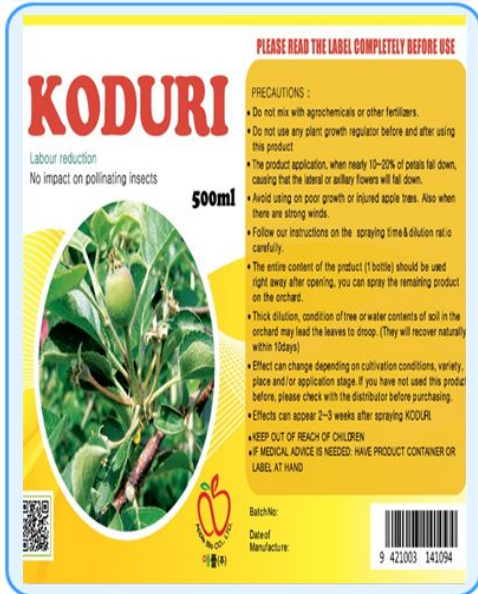 PLEASE READ THE LABEL COMPLETELY BEFORE USE
KODURI
Labour reduction
No impact on pollinating insects
500ml
PRECAUTIONS :
• Do not mix with agrochemicals or other fertilizers.
• Do not use any plant growth regulator before and after using
this product
• The product application, when nearly 10~20% of petals fall down,
causing that the lateral or axillary flowers will fall down.
• Avoid using on poor growth or injured apple trees. Also when
there are strong winds.
• Follow our instructions on the spraying time & dilution ratio
carefully.
• The entire content of the product (1 bottle) should be used
right away after opening, you can spray the remaining product
on the orchard.
• Thick dilution, condition of tree or water contents of soil in the
orchard may lead the leaves to droop. (They will recover naturally
within 10days)
• Effect can change depending on cultivation conditions, variety,
place and/or application stage. If you have not used this product
before, please check with the distributor before purchasing.
• Effects can appear 2~3 weeks after spraying KODURI.
• KEEP OUT OF REACH OF CHILDREN
• IF MEDICAL ADVICE IS NEEDED: HAVE PRODUCT CONTAINER OR
LABEL AT HAND
CO., LTD.
(주)
BatchNo:
Date of
Manufacture:
9 421003 141094